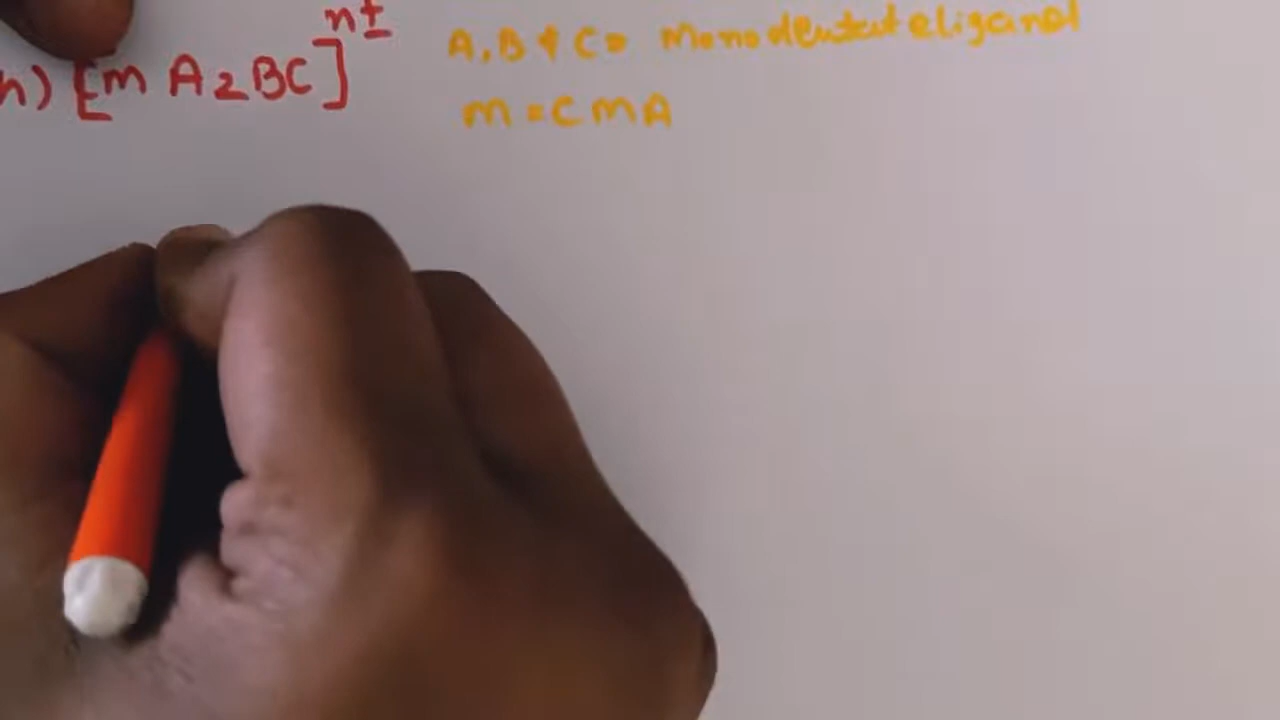 h) [m A2BC]^n±
A, B & C = Monodentate ligand
M = CMA